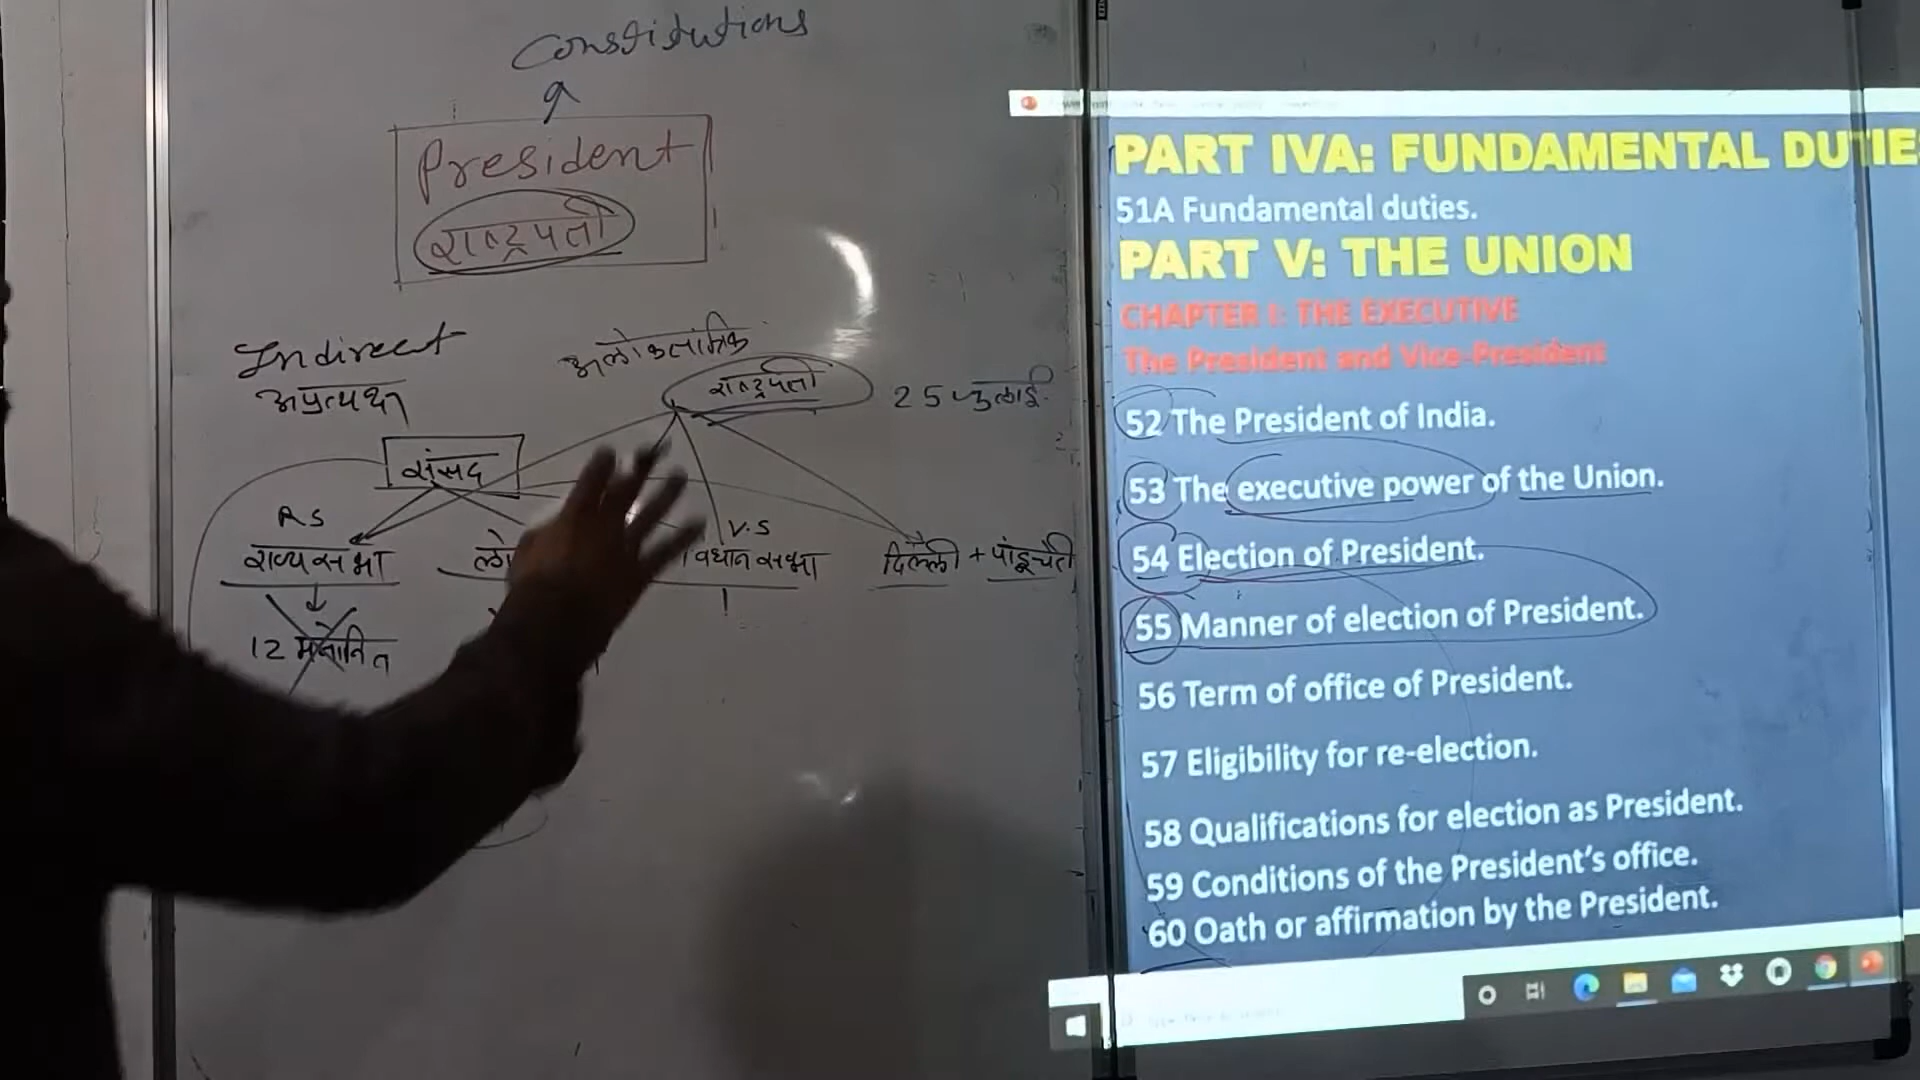 Constitutions
President
राष्ट्रपती
Indirect
अप्रत्यक्ष
अलोकतांत्रिक
राष्ट्रपती
25 जुलाई
संसद
RS
V.S
राज्य सभा
लो
विधान सभा
दिल्ली + पांडूचेरी
12 मनोनित
PART IVA: FUNDAMENTAL DUTIE
51A Fundamental duties.
PART V: THE UNION
CHAPTER I: THE EXECUTIVE
The President and Vice-President
52 The President of India.
53 The executive power of the Union.
54 Election of President.
55 Manner of election of President.
56 Term of office of President.
57 Eligibility for re-election.
58 Qualifications for election as President.
59 Conditions of the President's office.
60 Oath or affirmation by the President.